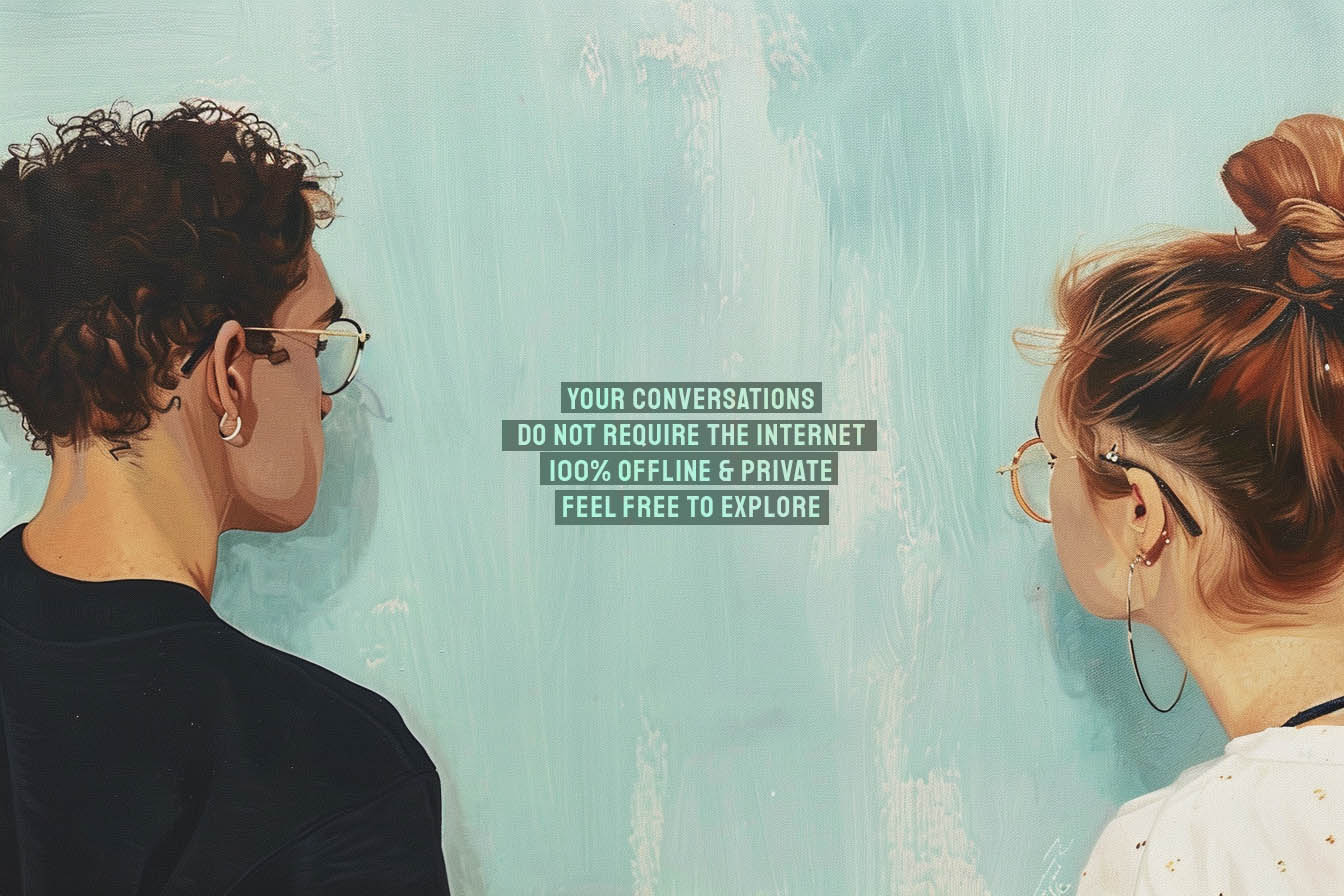 YOUR CONVERSATIONS
DO NOT REQUIRE THE INTERNET
100% OFFLINE & PRIVATE
FEEL FREE TO EXPLORE